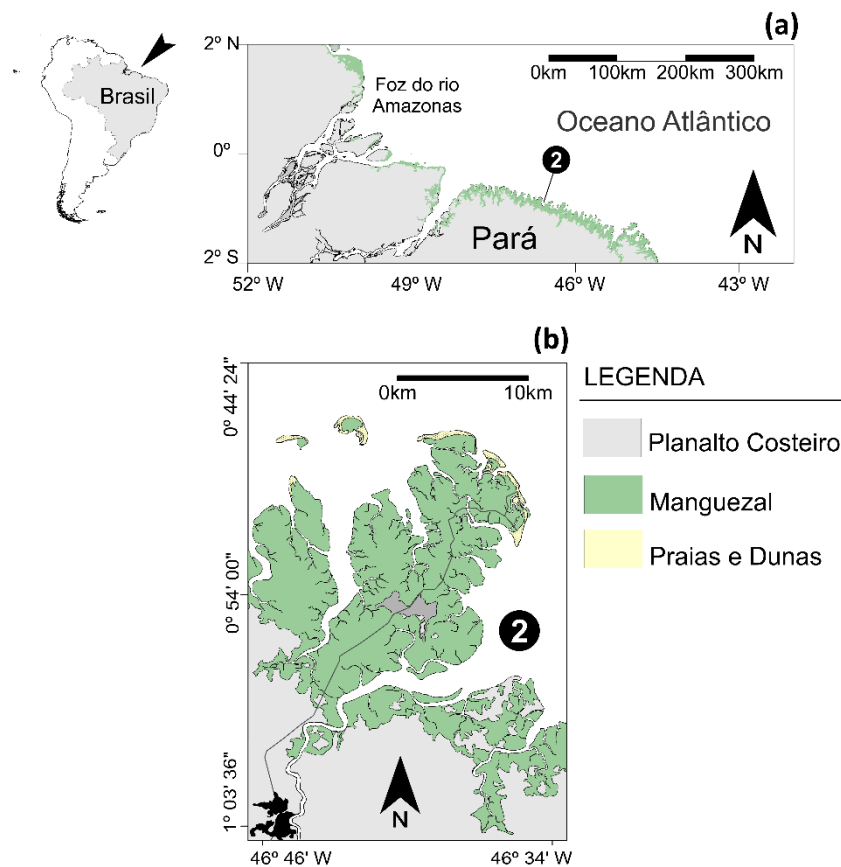 (a)
Brasil
2º N
0º
2º S
Foz do rio
Amazonas
0km 100km 200km 300km
Oceano Atlântico
2
Pará
N
52º W 49º W 46º W 43º W
(b)
0º 44' 24"
0º 54' 00"
1º 03' 36"
0km 10km
2
N
46º 46' W 46º 34' W
LEGENDA
Planalto Costeiro
Manguezal
Praias e Dunas